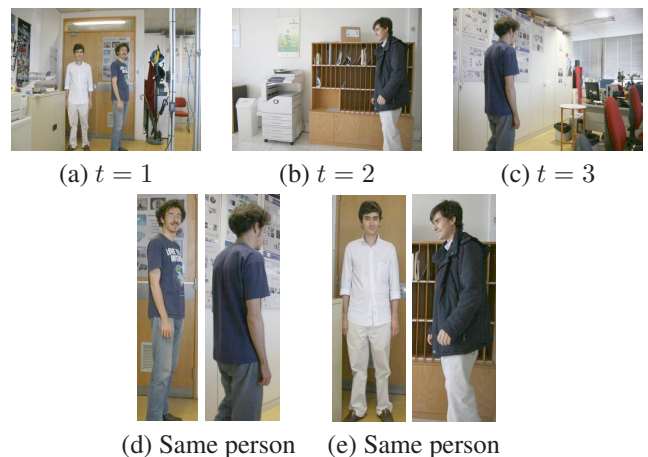 (a) t = 1
(b) t = 2
(c) t = 3
(d) Same person
(e) Same person